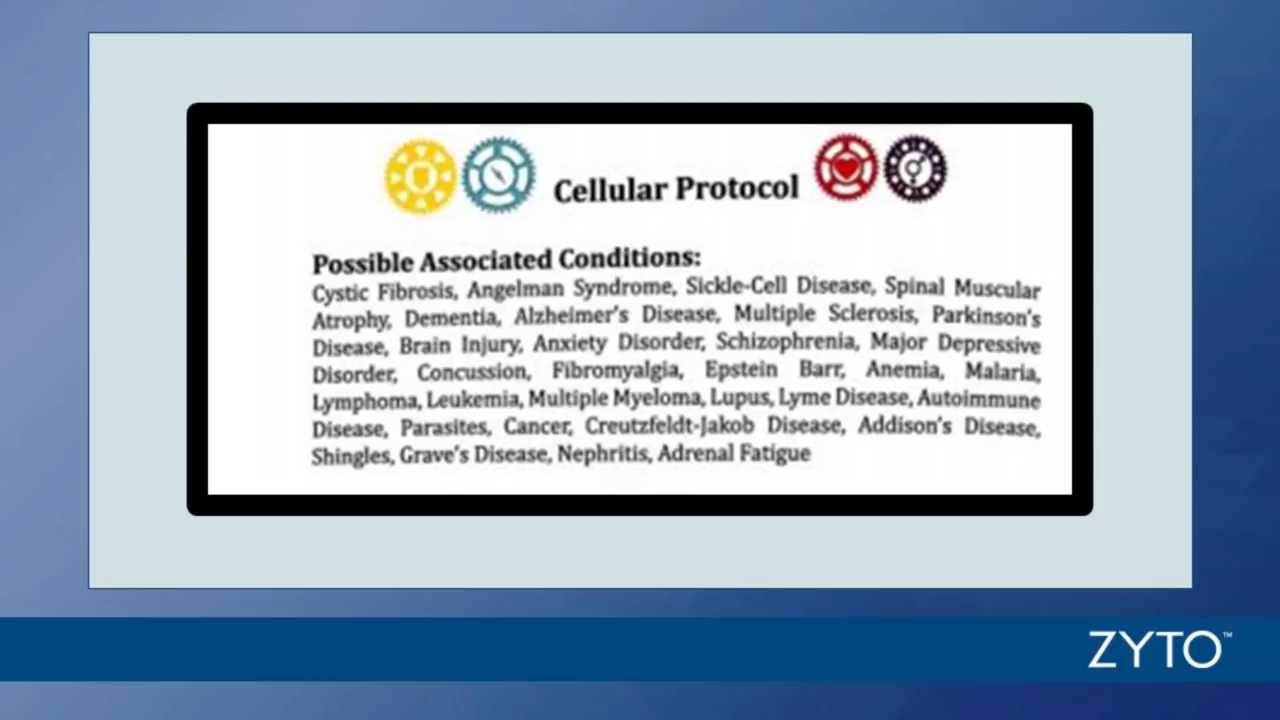 Cellular Protocol
Possible Associated Conditions:
Cystic Fibrosis, Angelman Syndrome, Sickle-Cell Disease, Spinal Muscular
Atrophy, Dementia, Alzheimer's Disease, Multiple Sclerosis, Parkinson's
Disease, Brain Injury, Anxiety Disorder, Schizophrenia, Major Depressive
Disorder, Concussion, Fibromyalgia, Epstein Barr, Anemia, Malaria,
Lymphoma, Leukemia, Multiple Myeloma, Lupus, Lyme Disease, Autoimmune
Disease, Parasites, Cancer, Creutzfeldt-Jakob Disease, Addison's Disease,
Shingles, Grave's Disease, Nephritis, Adrenal Fatigue
ZYTO™